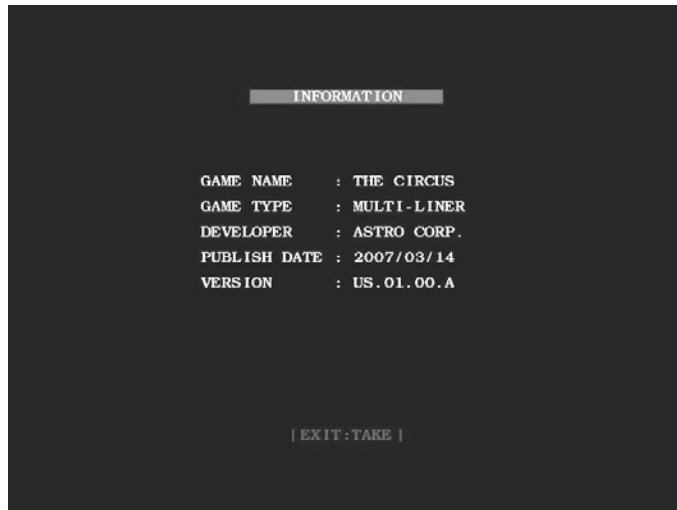 INFORMATION
GAME NAME : THE CIRCUS
GAME TYPE : MULTI-LINER
DEVELOPER : ASTRO CORP.
PUBLISH DATE : 2007/03/14
VERSION : US.01.00.A
[EXIT:TAKE]